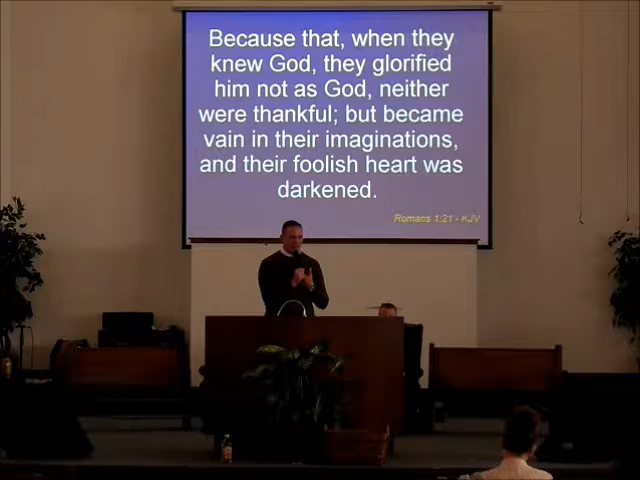 Because that, when they
knew God, they glorified
him not as God, neither
were thankful; but became
vain in their imaginations,
and their foolish heart was
darkened.
Romans 1:21 - KJV